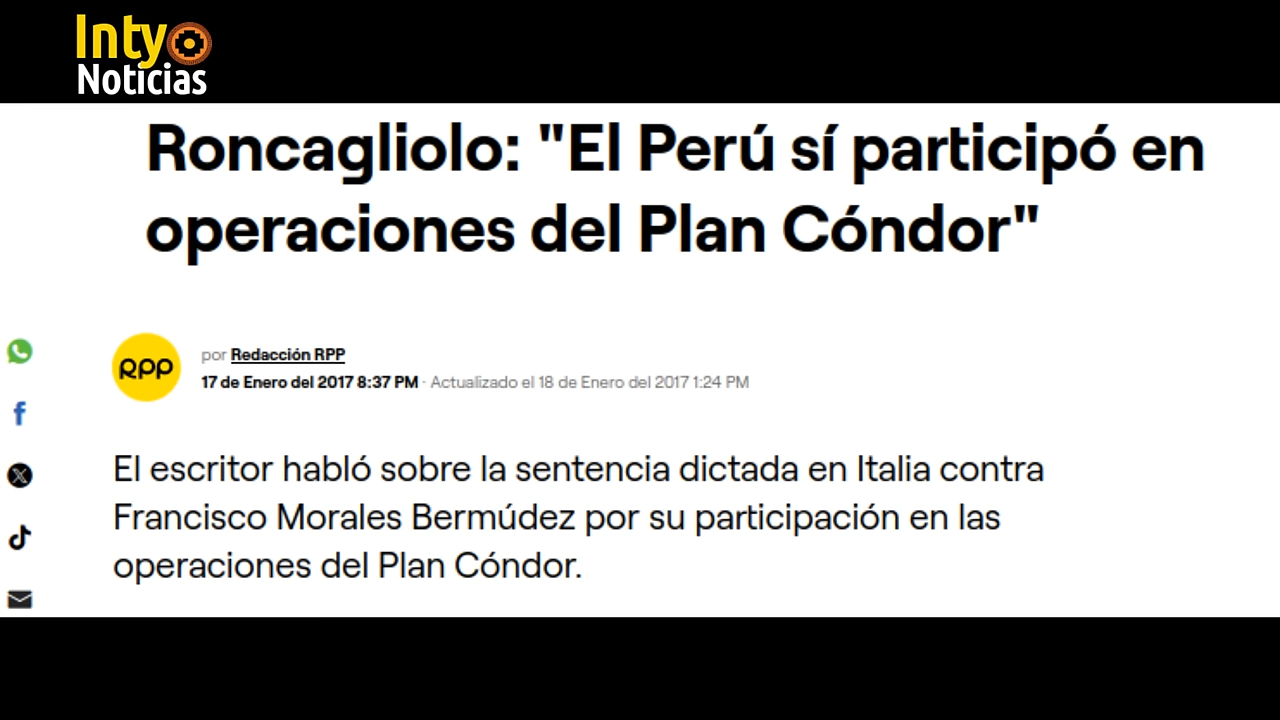 Inty
Noticias
Roncagliolo: "El Perú sí participó en
operaciones del Plan Cóndor"
RPP
por Redacción RPP
17 de Enero del 2017 8:37 PM · Actualizado el 18 de Enero del 2017 1:24 PM
El escritor habló sobre la sentencia dictada en Italia contra
Francisco Morales Bermúdez por su participación en las
operaciones del Plan Cóndor.